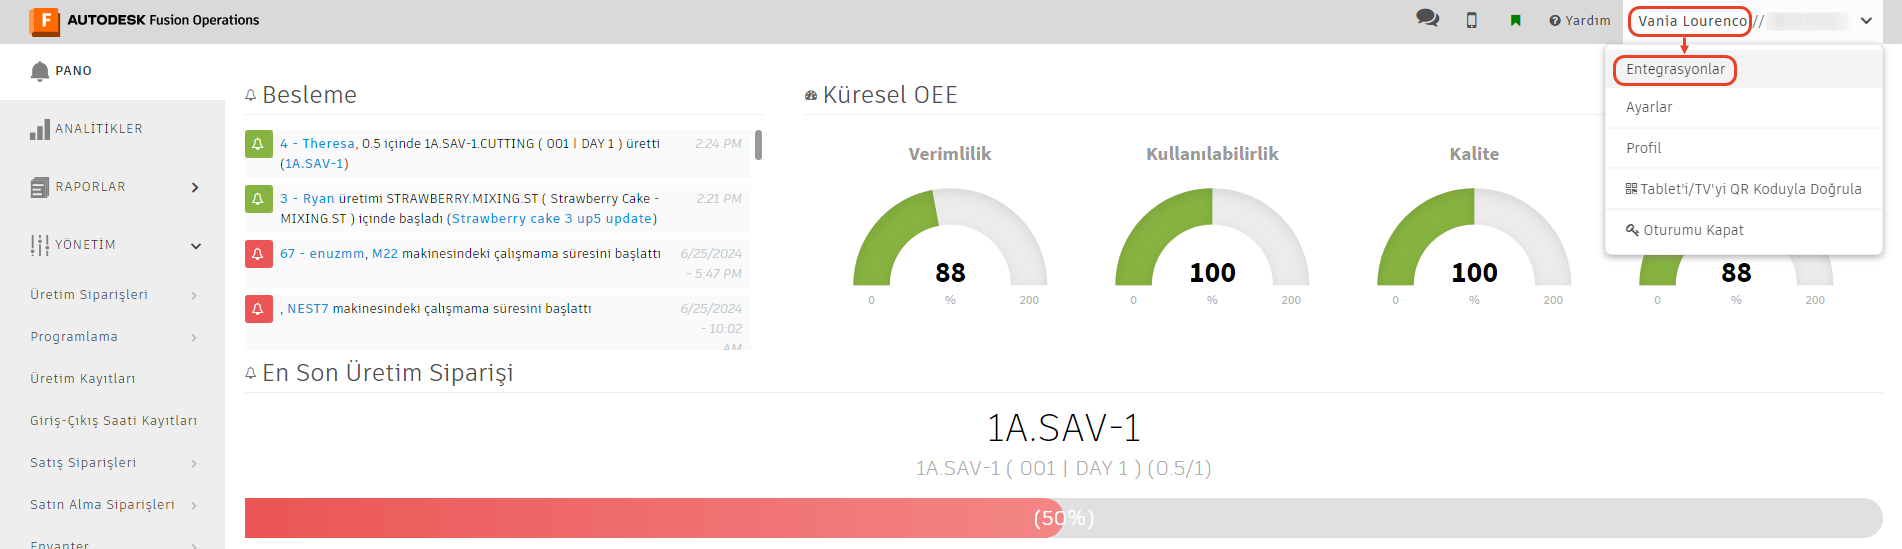 AUTODESK Fusion Operations
Yardım
Vania Lourenco //
Entegrasyonlar
Ayarlar
Profil
Tablet'i/TV'yi QR Koduyla Doğrula
Oturumu Kapat
PANO
ANALİTİKLER
RAPORLAR
YÖNETİM
Üretim Siparişleri
Programlama
Üretim Kayıtları
Giriş-Çıkış Saati Kayıtları
Satış Siparişleri
Satın Alma Siparişleri
Envanter
Besleme
4 - Theresa, 0.5 içinde 1A.SAV-1.CUTTING ( 001 | DAY 1 ) üretti
(1A.SAV-1)
2:24 PM
3 - Ryan üretimi STRAWBERRY.MIXING.ST ( Strawberry Cake -
MIXING.ST ) içinde başladı (Strawberry cake 3 up5 update)
2:21 PM
67 - enuzmm, M22 makinesindeki çalışmama süresini başlattı
6/25/2024
- 5:47 PM
, NEST7 makinesindeki çalışmama süresini başlattı
6/25/2024
- 10:02
AM
Küresel OEE
Verimlilik
88
0 % 200
Kullanılabilirlik
100
0 % 200
Kalite
100
0 % 200
88
0 % 200
En Son Üretim Siparişi
1A.SAV-1
1A.SAV-1 ( 001 | DAY 1 ) (0.5/1)
(50%)